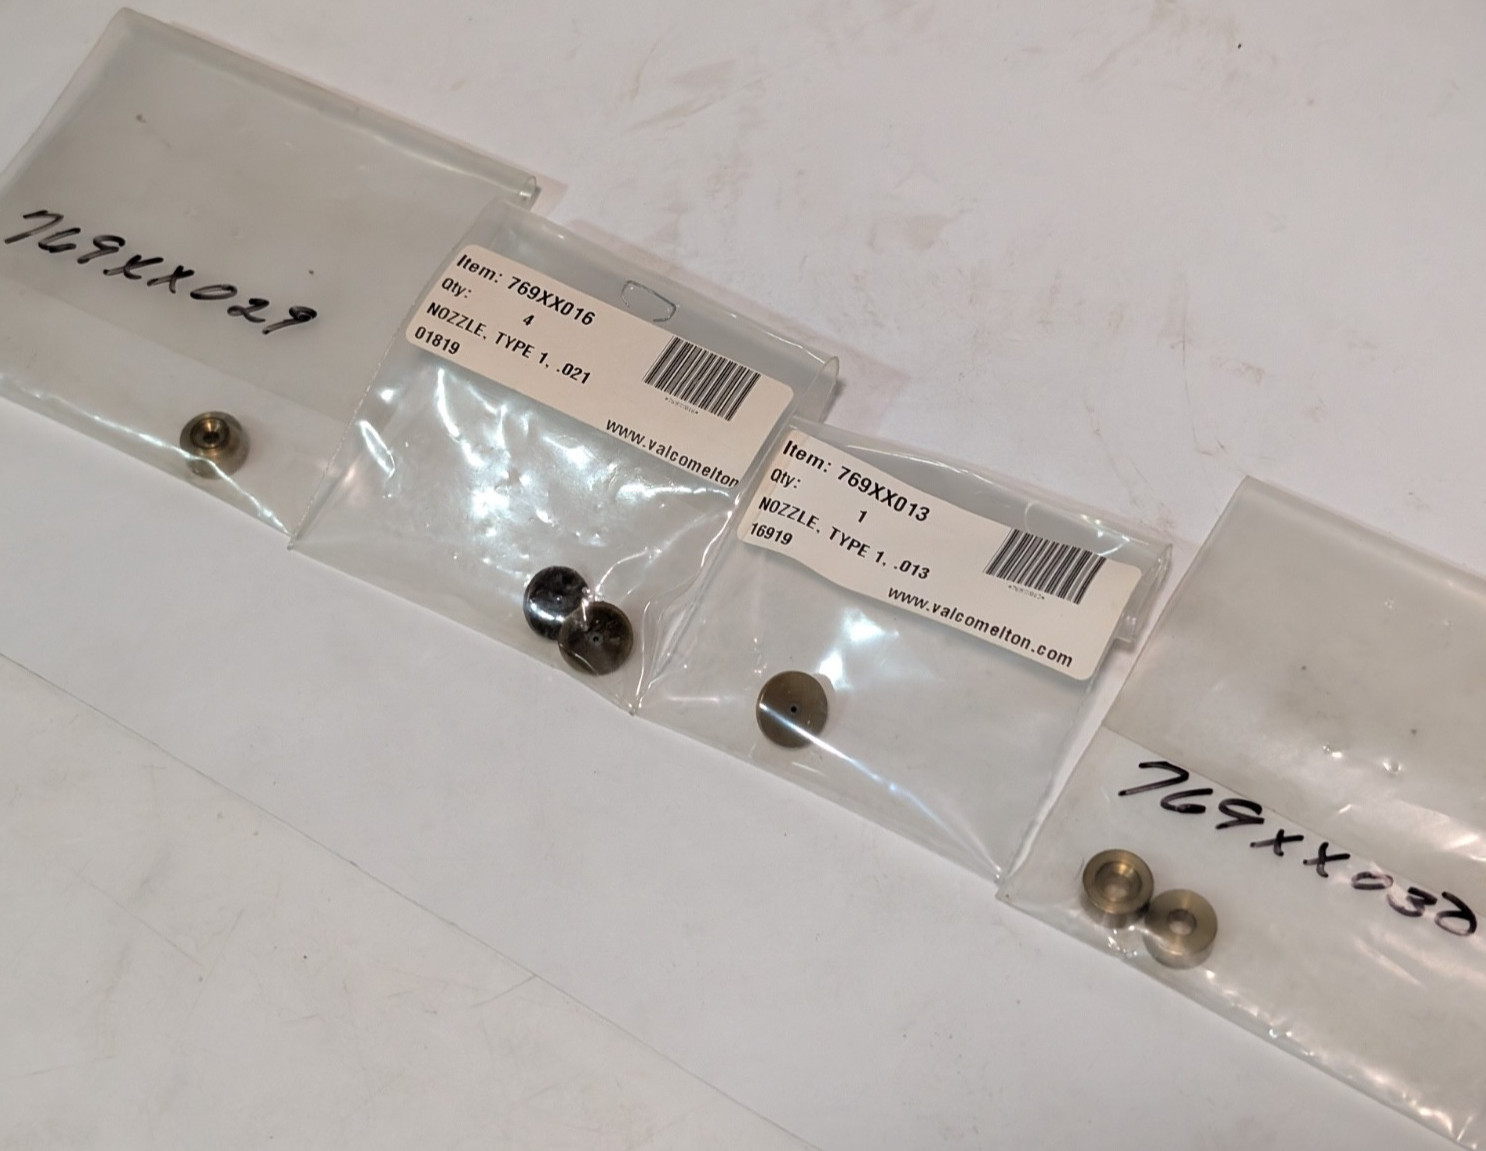 769XX029
Item: 769XX016
Qty:
4
NOZZLE, TYPE 1, .021
01819
www.valcomelton
Item: 769XX013
Qty:
1
NOZZLE, TYPE 1, .013
16919
www.valcomelton.com
769XX030